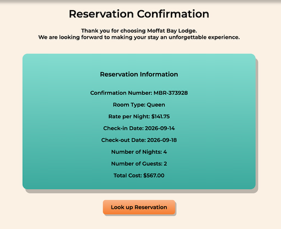 Reservation Confirmation
Thank you for choosing Moffat Bay Lodge.
We are looking forward to making your stay an unforgettable experience.
Reservation Information
Confirmation Number: MBR-373928
Room Type: Queen
Rate per Night: $141.75
Check-in Date: 2026-09-14
Check-out Date: 2026-09-18
Number of Nights: 4
Number of Guests: 2
Total Cost: $567.00
Look up Reservation